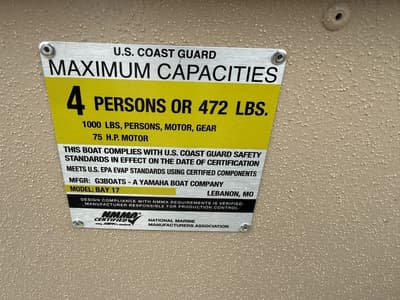 U.S. COAST GUARD
MAXIMUM CAPACITIES
4 PERSONS OR 472 LBS.
1000 LBS, PERSONS, MOTOR, GEAR
75 H.P. MOTOR
THIS BOAT COMPLIES WITH U.S. COAST GUARD SAFETY
STANDARDS IN EFFECT ON THE DATE OF CERTIFICATION
MEETS U.S. EPA EVAP STANDARDS USING CERTIFIED COMPONENTS
MFGR: G3BOATS - A YAMAHA BOAT COMPANY
MODEL: BAY 17 LEBANON, MO
DESIGN COMPLIANCE WITH NMMA REQUIREMENTS IS VERIFIED.
MANUFACTURER RESPONSIBLE FOR PRODUCTION CONTROL.
NMMA
CERTIFIED
NATIONAL MARINE
MANUFACTURERS ASSOCIATION